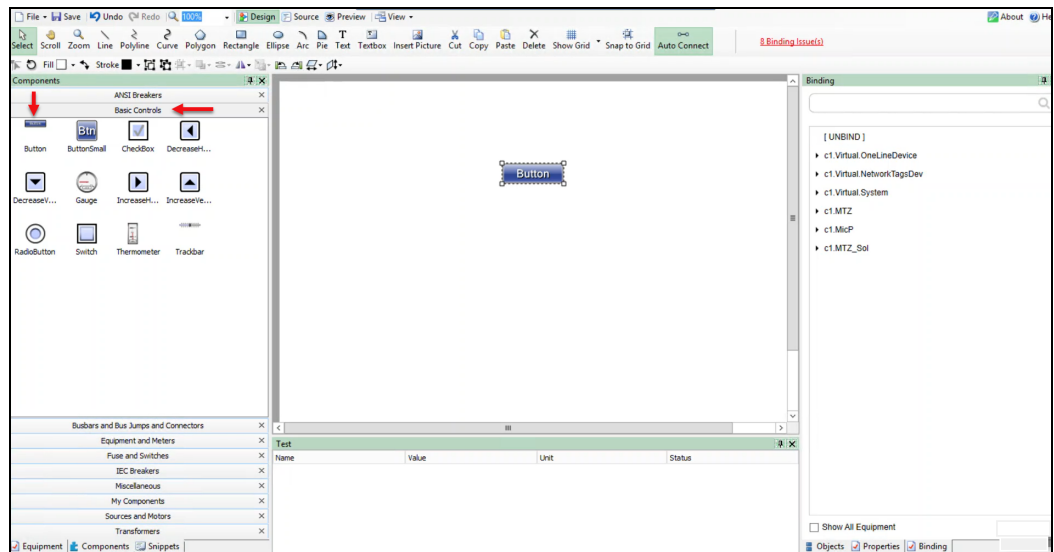 File Save Undo Redo 100% Design Source Preview View About He
Select Scroll Zoom Line Polyline Curve Polygon Rectangle Ellipse Arc Pie Text Textbox Insert Picture Cut Copy Paste Delete Show Grid Snap to Grid Auto Connect 8 Binding Issue(s)
Fill Stroke
Components
ANSI Breakers
Basic Controls
Button ButtonSmall CheckBox DecreaseH...
DecreaseV... Gauge IncreaseH... IncreaseVe...
RadioButton Switch Thermometer Trackbar
Busbars and Bus Jumps and Connectors
Equipment and Meters
Fuse and Switches
IEC Breakers
Miscellaneous
My Components
Sources and Motors
Transformers
Equipment Components Snippets
Button
Test
Name Value Unit Status
Binding
[ UNBIND ]
c1.Virtual.OneLineDevice
c1.Virtual.NetworkTagsDev
c1.Virtual.System
c1.MTZ
c1.MicP
c1.MTZ_Sol
Show All Equipment
Objects Properties Binding